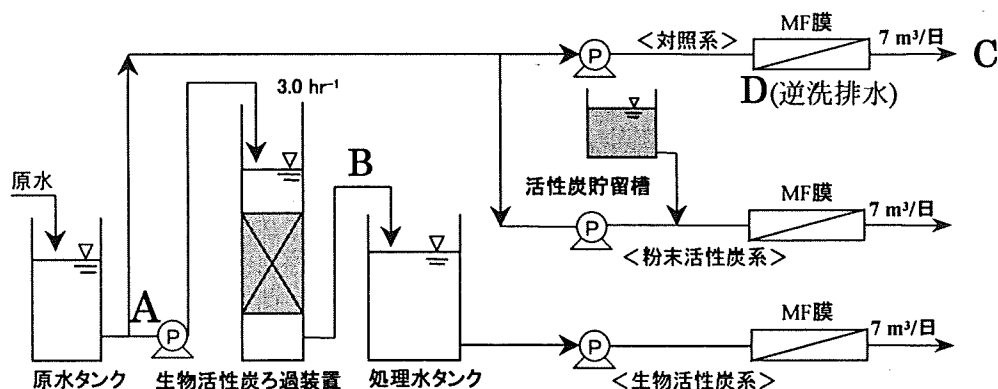 MF膜
<対照系>
7 m³/日
C
P
3.0 hr⁻¹
D(逆洗排水)
B
原水
活性炭貯留槽
MF膜
7 m³/日
P
<粉末活性炭系>
A
P
MF膜
7 m³/日
P
<生物活性炭系>
原水タンク
生物活性炭ろ過装置
処理水タンク